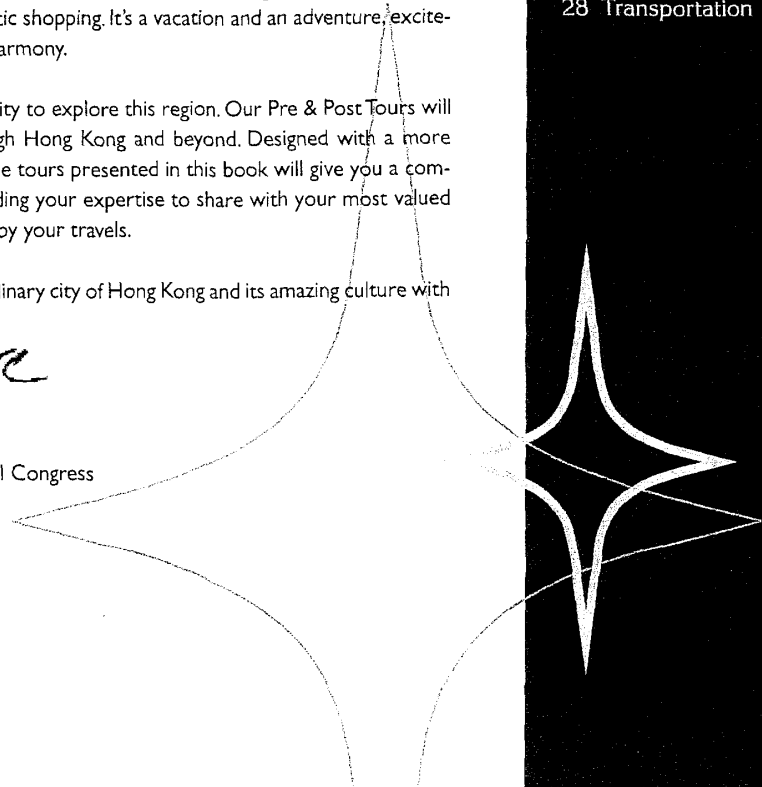 tic shopping. It's a vacation and an adventure, excite-
armony.
ity to explore this region. Our Pre & Post Tours will
gh Hong Kong and beyond. Designed with a more
e tours presented in this book will give you a com-
ding your expertise to share with your most valued
oy your travels.
linary city of Hong Kong and its amazing culture with
l Congress
28 Transportation